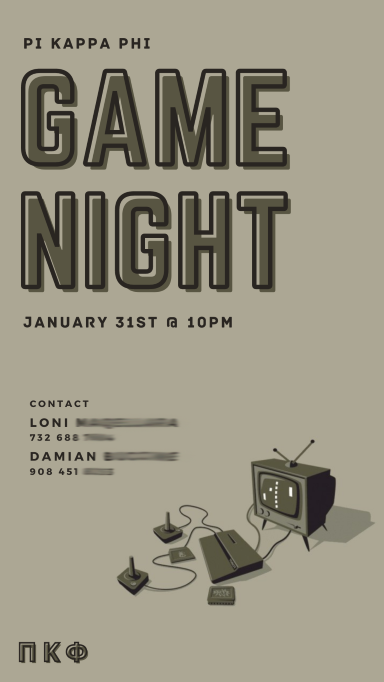 PI KAPPA PHI
GAME
NIGHT
JANUARY 31ST @ 10PM
CONTACT
LONI
732 688
DAMIAN
908 451
ΠΚΦ